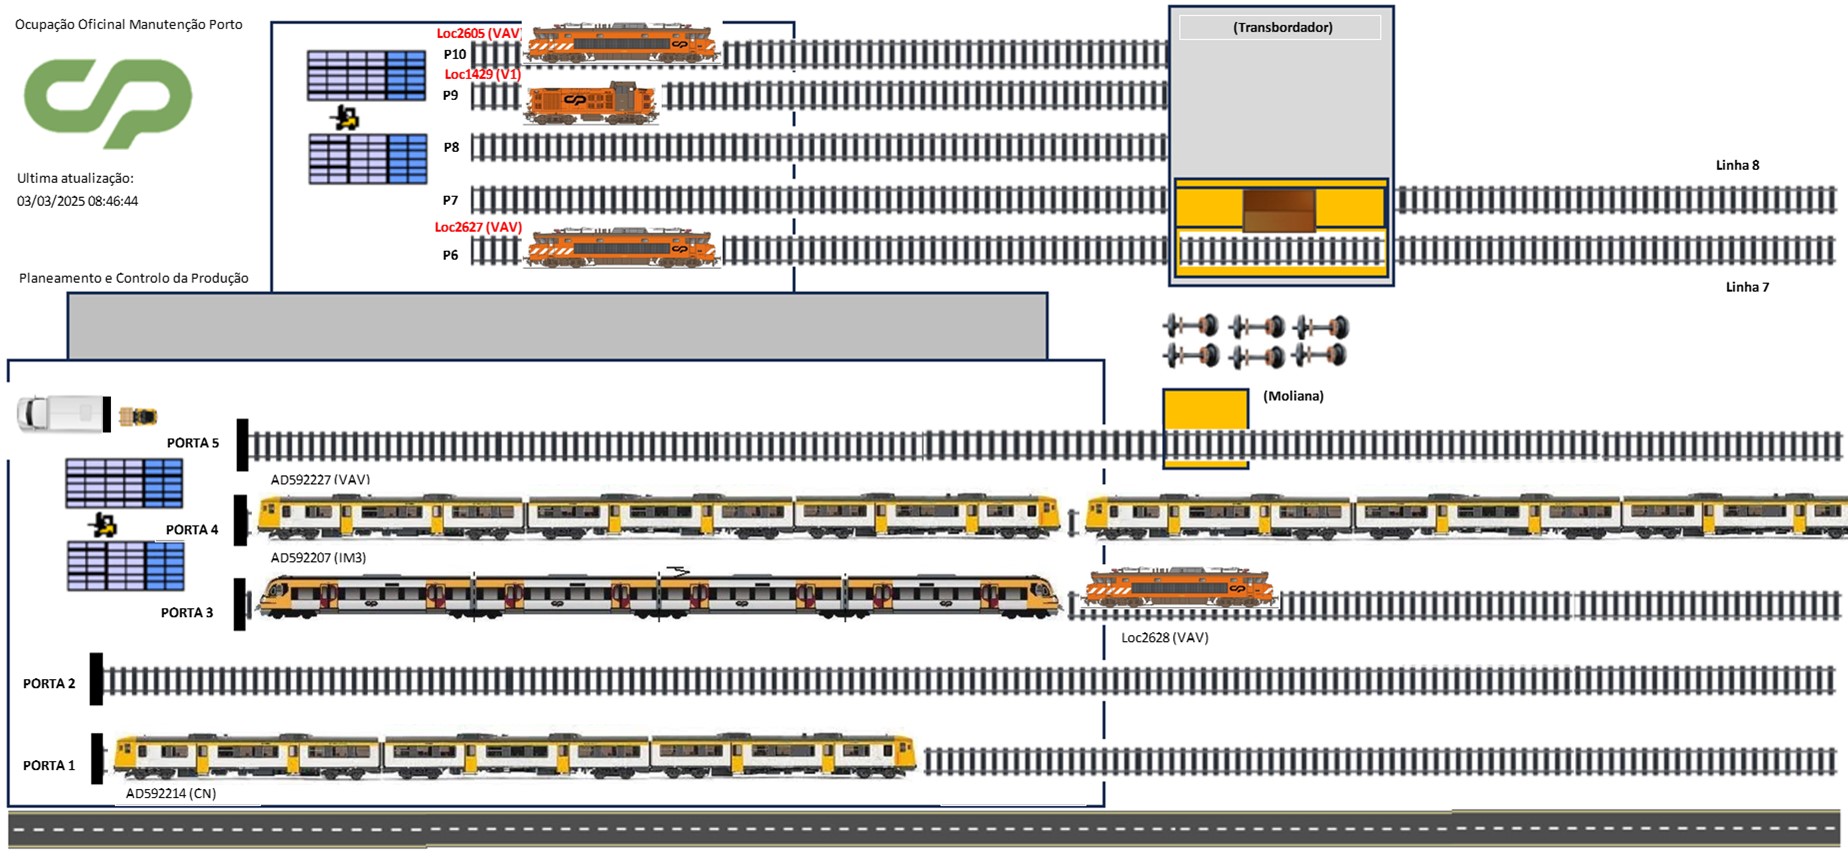 Ocupação Oficinal Manutenção Porto
CP
Ultima atualização:
03/03/2025 08:46:44
Planeamento e Controlo da Produção
Loc2605 (VAV)
P10
Loc1429 (V1)
P9
P8
P7
Loc2627 (VAV)
P6
(Transbordador)
Linha 8
Linha 7
(Moliana)
PORTA 5
AD592227 (VAV)
PORTA 4
AD592207 (IM3)
PORTA 3
Loc2628 (VAV)
PORTA 2
PORTA 1
AD592214 (CN)